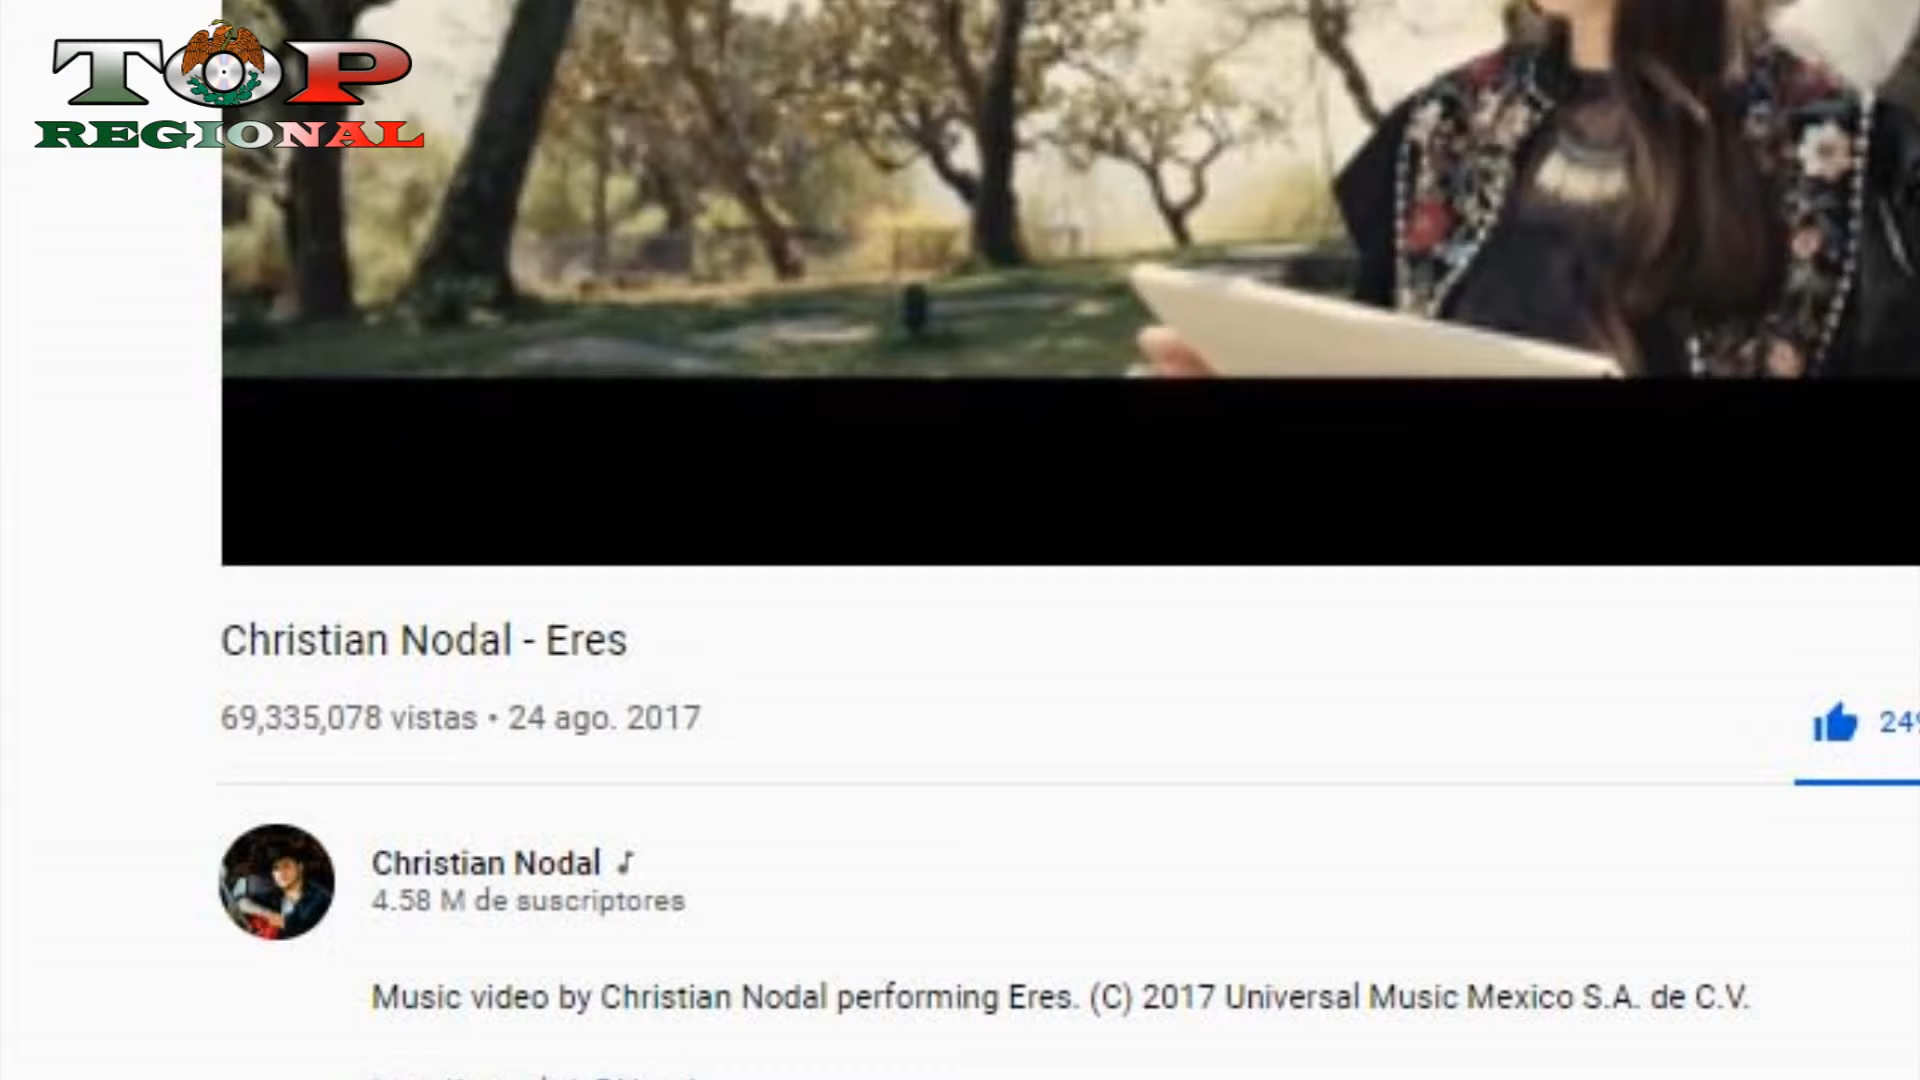 TOP
REGIONAL
Christian Nodal - Eres
69,335,078 vistas • 24 ago. 2017
Christian Nodal ♪
4.58 M de suscriptores
Music video by Christian Nodal performing Eres. (C) 2017 Universal Music Mexico S.A. de C.V.